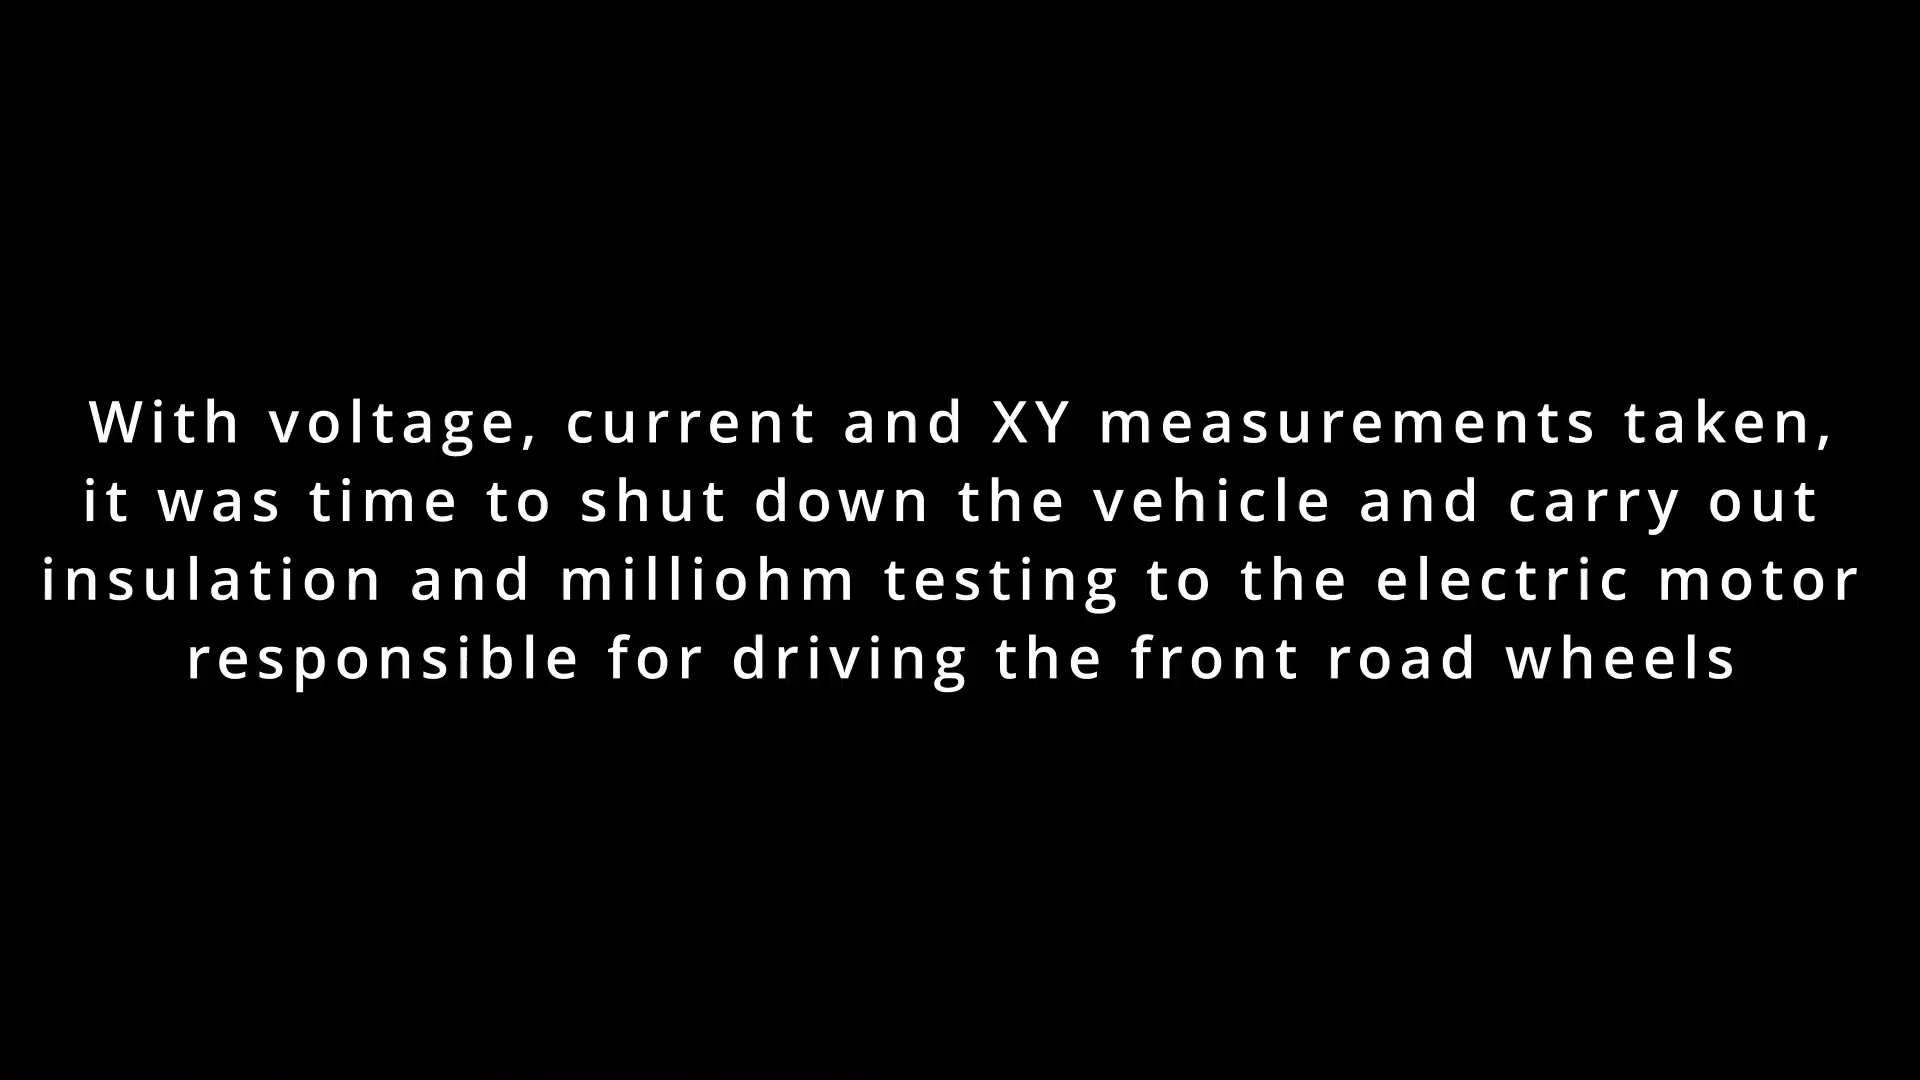 With voltage, current and XY measurements taken,
it was time to shut down the vehicle and carry out
insulation and milliohm testing to the electric motor
responsible for driving the front road wheels